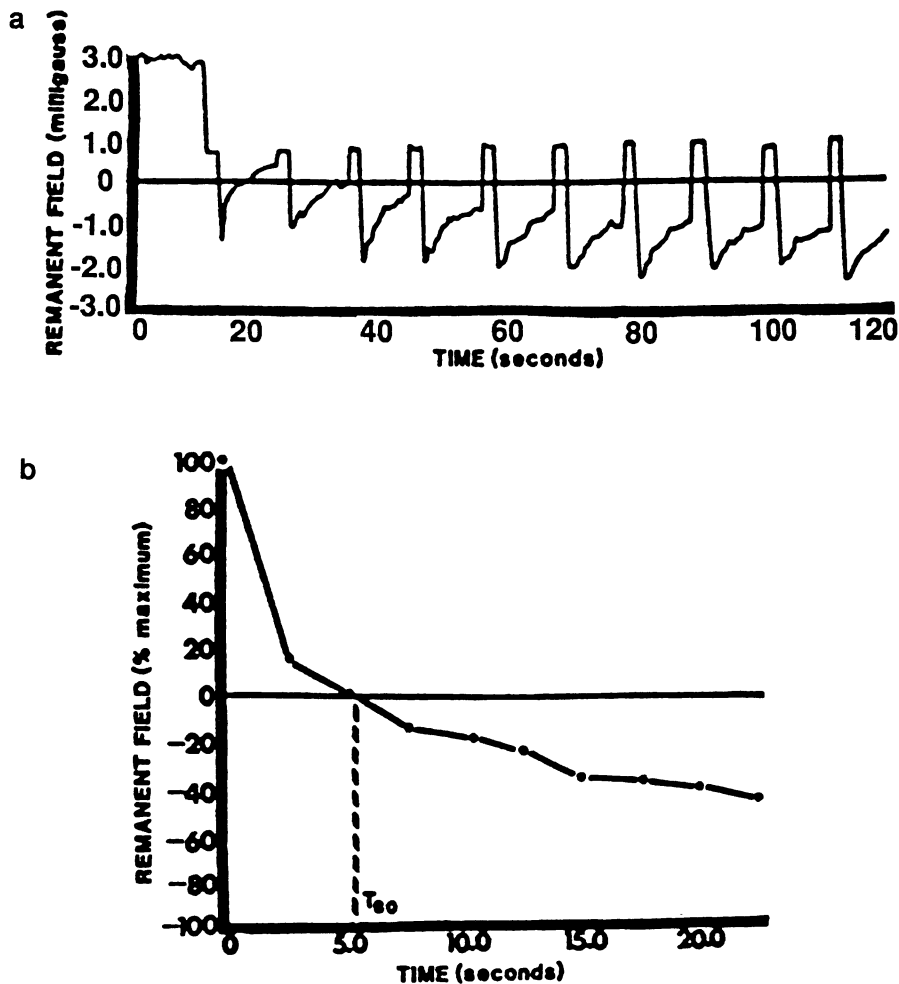 a
REMANENT FIELD (milligauss)
3.0
2.0
1.0
0
-1.0
-2.0
-3.0
0 20 40 60 80 100 120
TIME (seconds)
b
REMANENT FIELD (% maximum)
100
80
60
40
20
0
-20
-40
-60
-80
-100
T50
0 5.0 10.0 15.0 20.0
TIME (seconds)